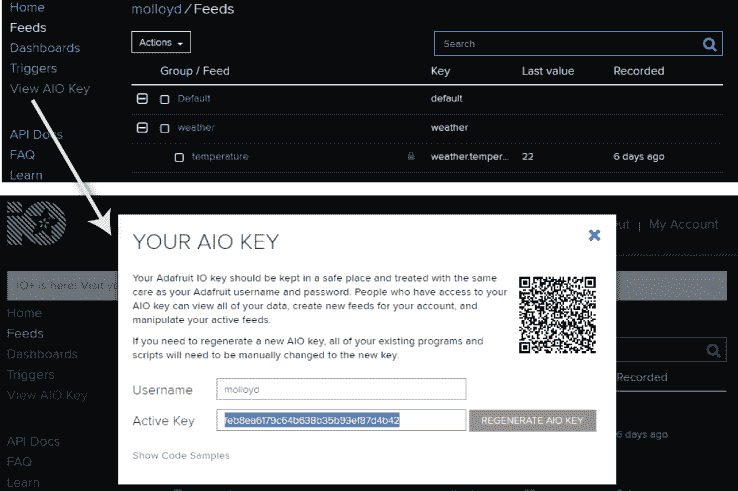 Home
molloyd / Feeds
Feeds
Dashboards
Actions
Search
Triggers
Group / Feed Key Last value Recorded
View AIO Key
Default default
weather weather
API Docs
FAQ
temperature weather.temper... 22 6 days ago
Learn
YOUR AIO KEY
My Account
Your Adafruit IO key should be kept in a safe place and treated with the same
care as your Adafruit username and password. People who have access to your
AIO key can view all of your data, create new feeds for your account, and
manipulate your active feeds.
If you need to regenerate a new AIO key, all of your existing programs and
scripts will need to be manually changed to the new key.
IO+ is here! Visit
Home
Feeds
Dashboards
Triggers
View AIO Key
Recorded
Username molloyd
Active Key REGENERATE AIO KEY
6 days ago
API Docs
FAQ
Show Code Samples
Learn